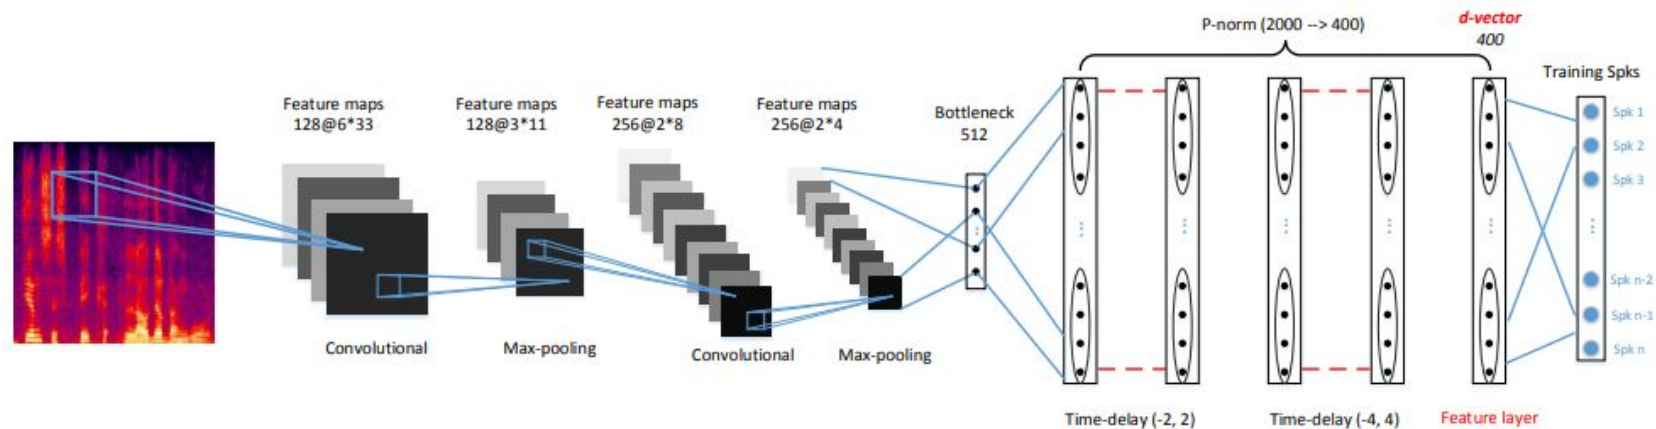 P-norm (2000 --> 400)
d-vector
400
Training Spks
Feature maps
128@6*33
Feature maps
128@3*11
Feature maps
256@2*8
Feature maps
256@2*4
Bottleneck
512
Spk 1
Spk 2
Spk 3
Spk n-2
Spk n-1
Spk n
Convolutional
Max-pooling
Convolutional
Max-pooling
Time-delay (-2, 2)
Time-delay (-4, 4)
Feature layer